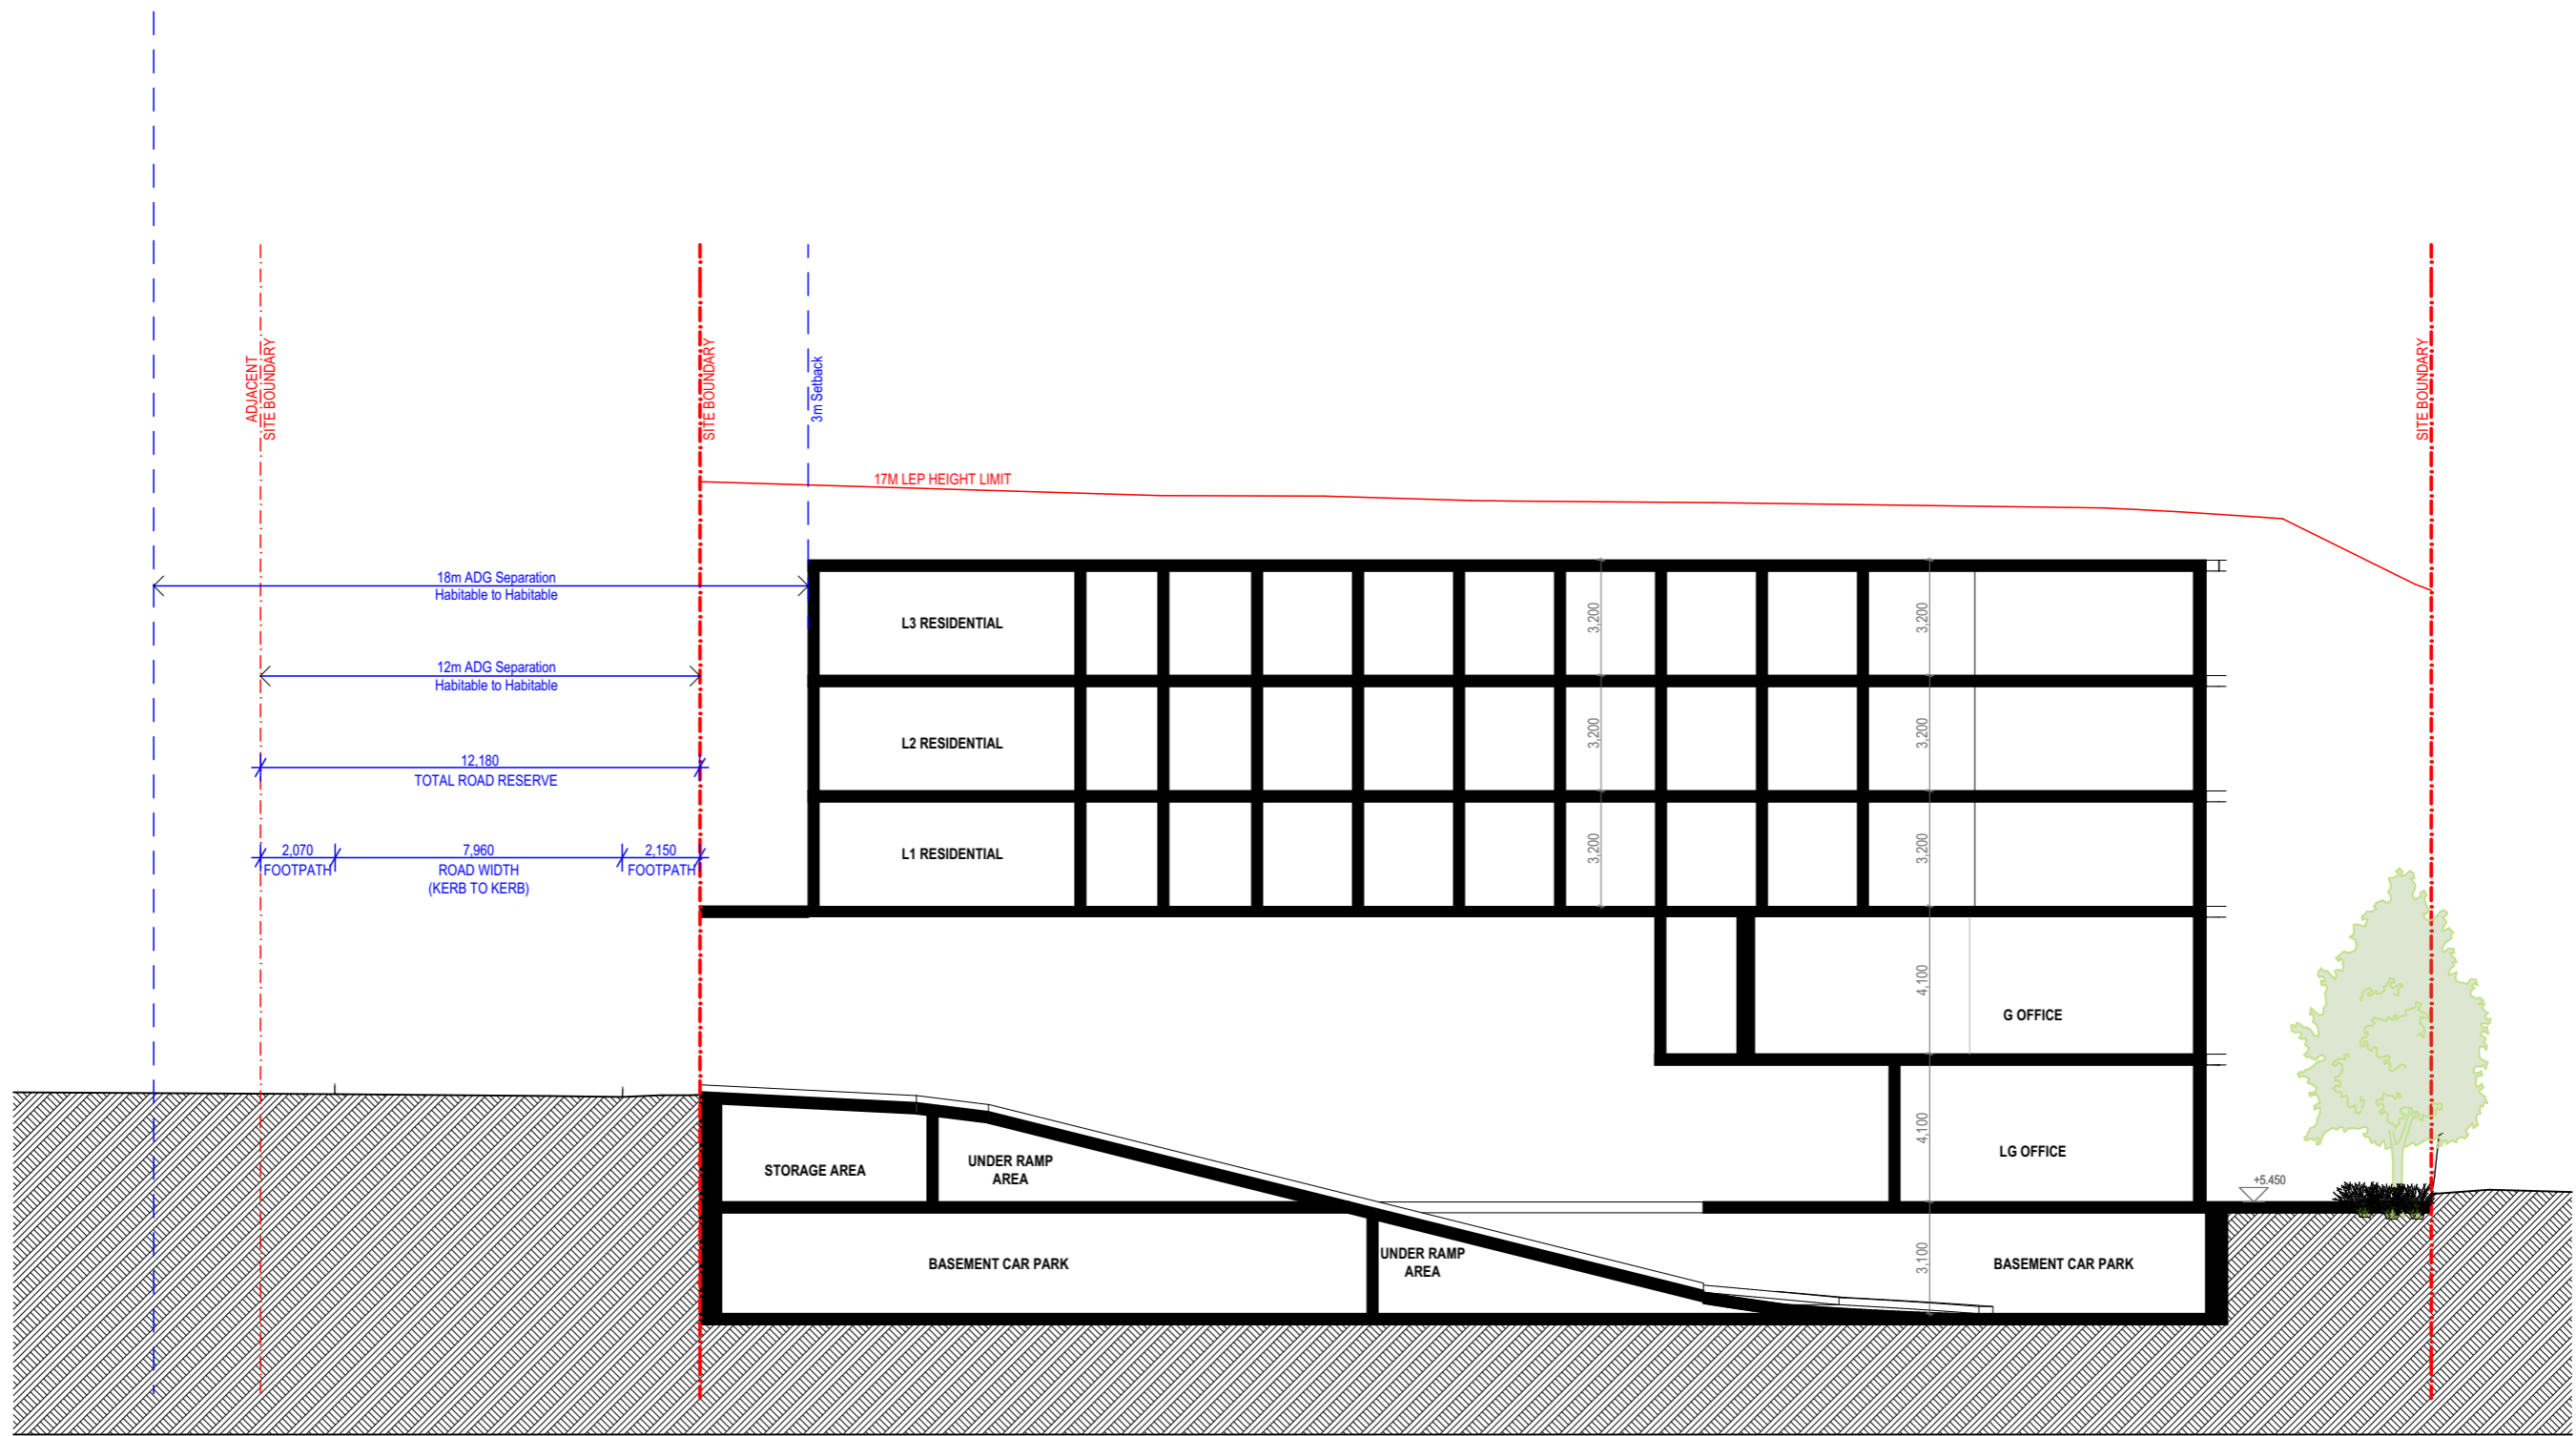 ADJACENT
SITE BOUNDARY
SITE BOUNDARY
3m Setback
SITE BOUNDARY
17M LEP HEIGHT LIMIT
18m ADG Separation
Habitable to Habitable
L3 RESIDENTIAL
3,200
3,200
12m ADG Separation
Habitable to Habitable
L2 RESIDENTIAL
3,200
3,200
12,180
TOTAL ROAD RESERVE
2,070
FOOTPATH
7,960
ROAD WIDTH
(KERB TO KERB)
2,150
FOOTPATH
L1 RESIDENTIAL
3,200
3,200
4,100
G OFFICE
4,100
LG OFFICE
STORAGE AREA
UNDER RAMP
AREA
+5.450
BASEMENT CAR PARK
UNDER RAMP
AREA
3,100
BASEMENT CAR PARK